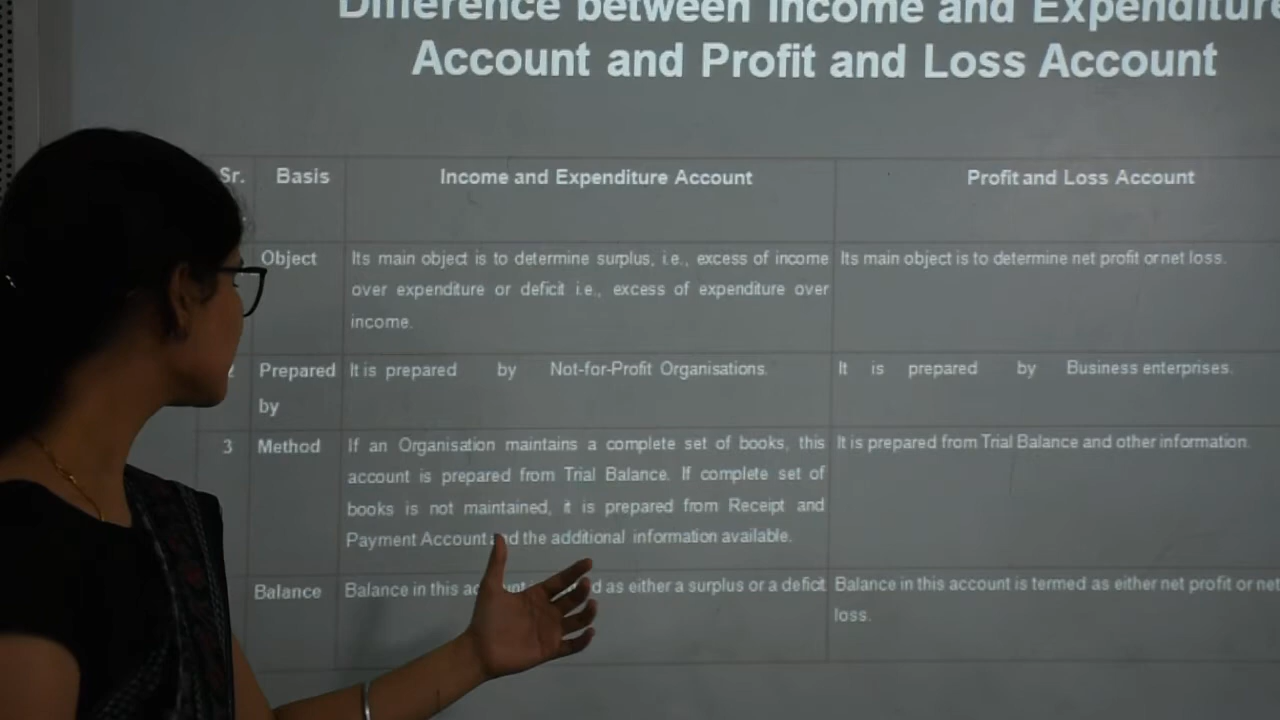 Difference between Income and Expenditure
Account and Profit and Loss Account
Sr. Basis Income and Expenditure Account Profit and Loss Account
Object Its main object is to determine surplus, i.e., excess of income Its main object is to determine net profit or net loss.
over expenditure or deficit i.e., excess of expenditure over
income.
2 Prepared It is prepared by Not-for-Profit Organisations. It is prepared by Business enterprises.
by
3 Method If an Organisation maintains a complete set of books, this It is prepared from Trial Balance and other information.
account is prepared from Trial Balance. If complete set of
books is not maintained, it is prepared from Receipt and
Payment Account and the additional information available.
Balance Balance in this as either a surplus or a deficit Balance in this account is termed as either net profit or net
loss.